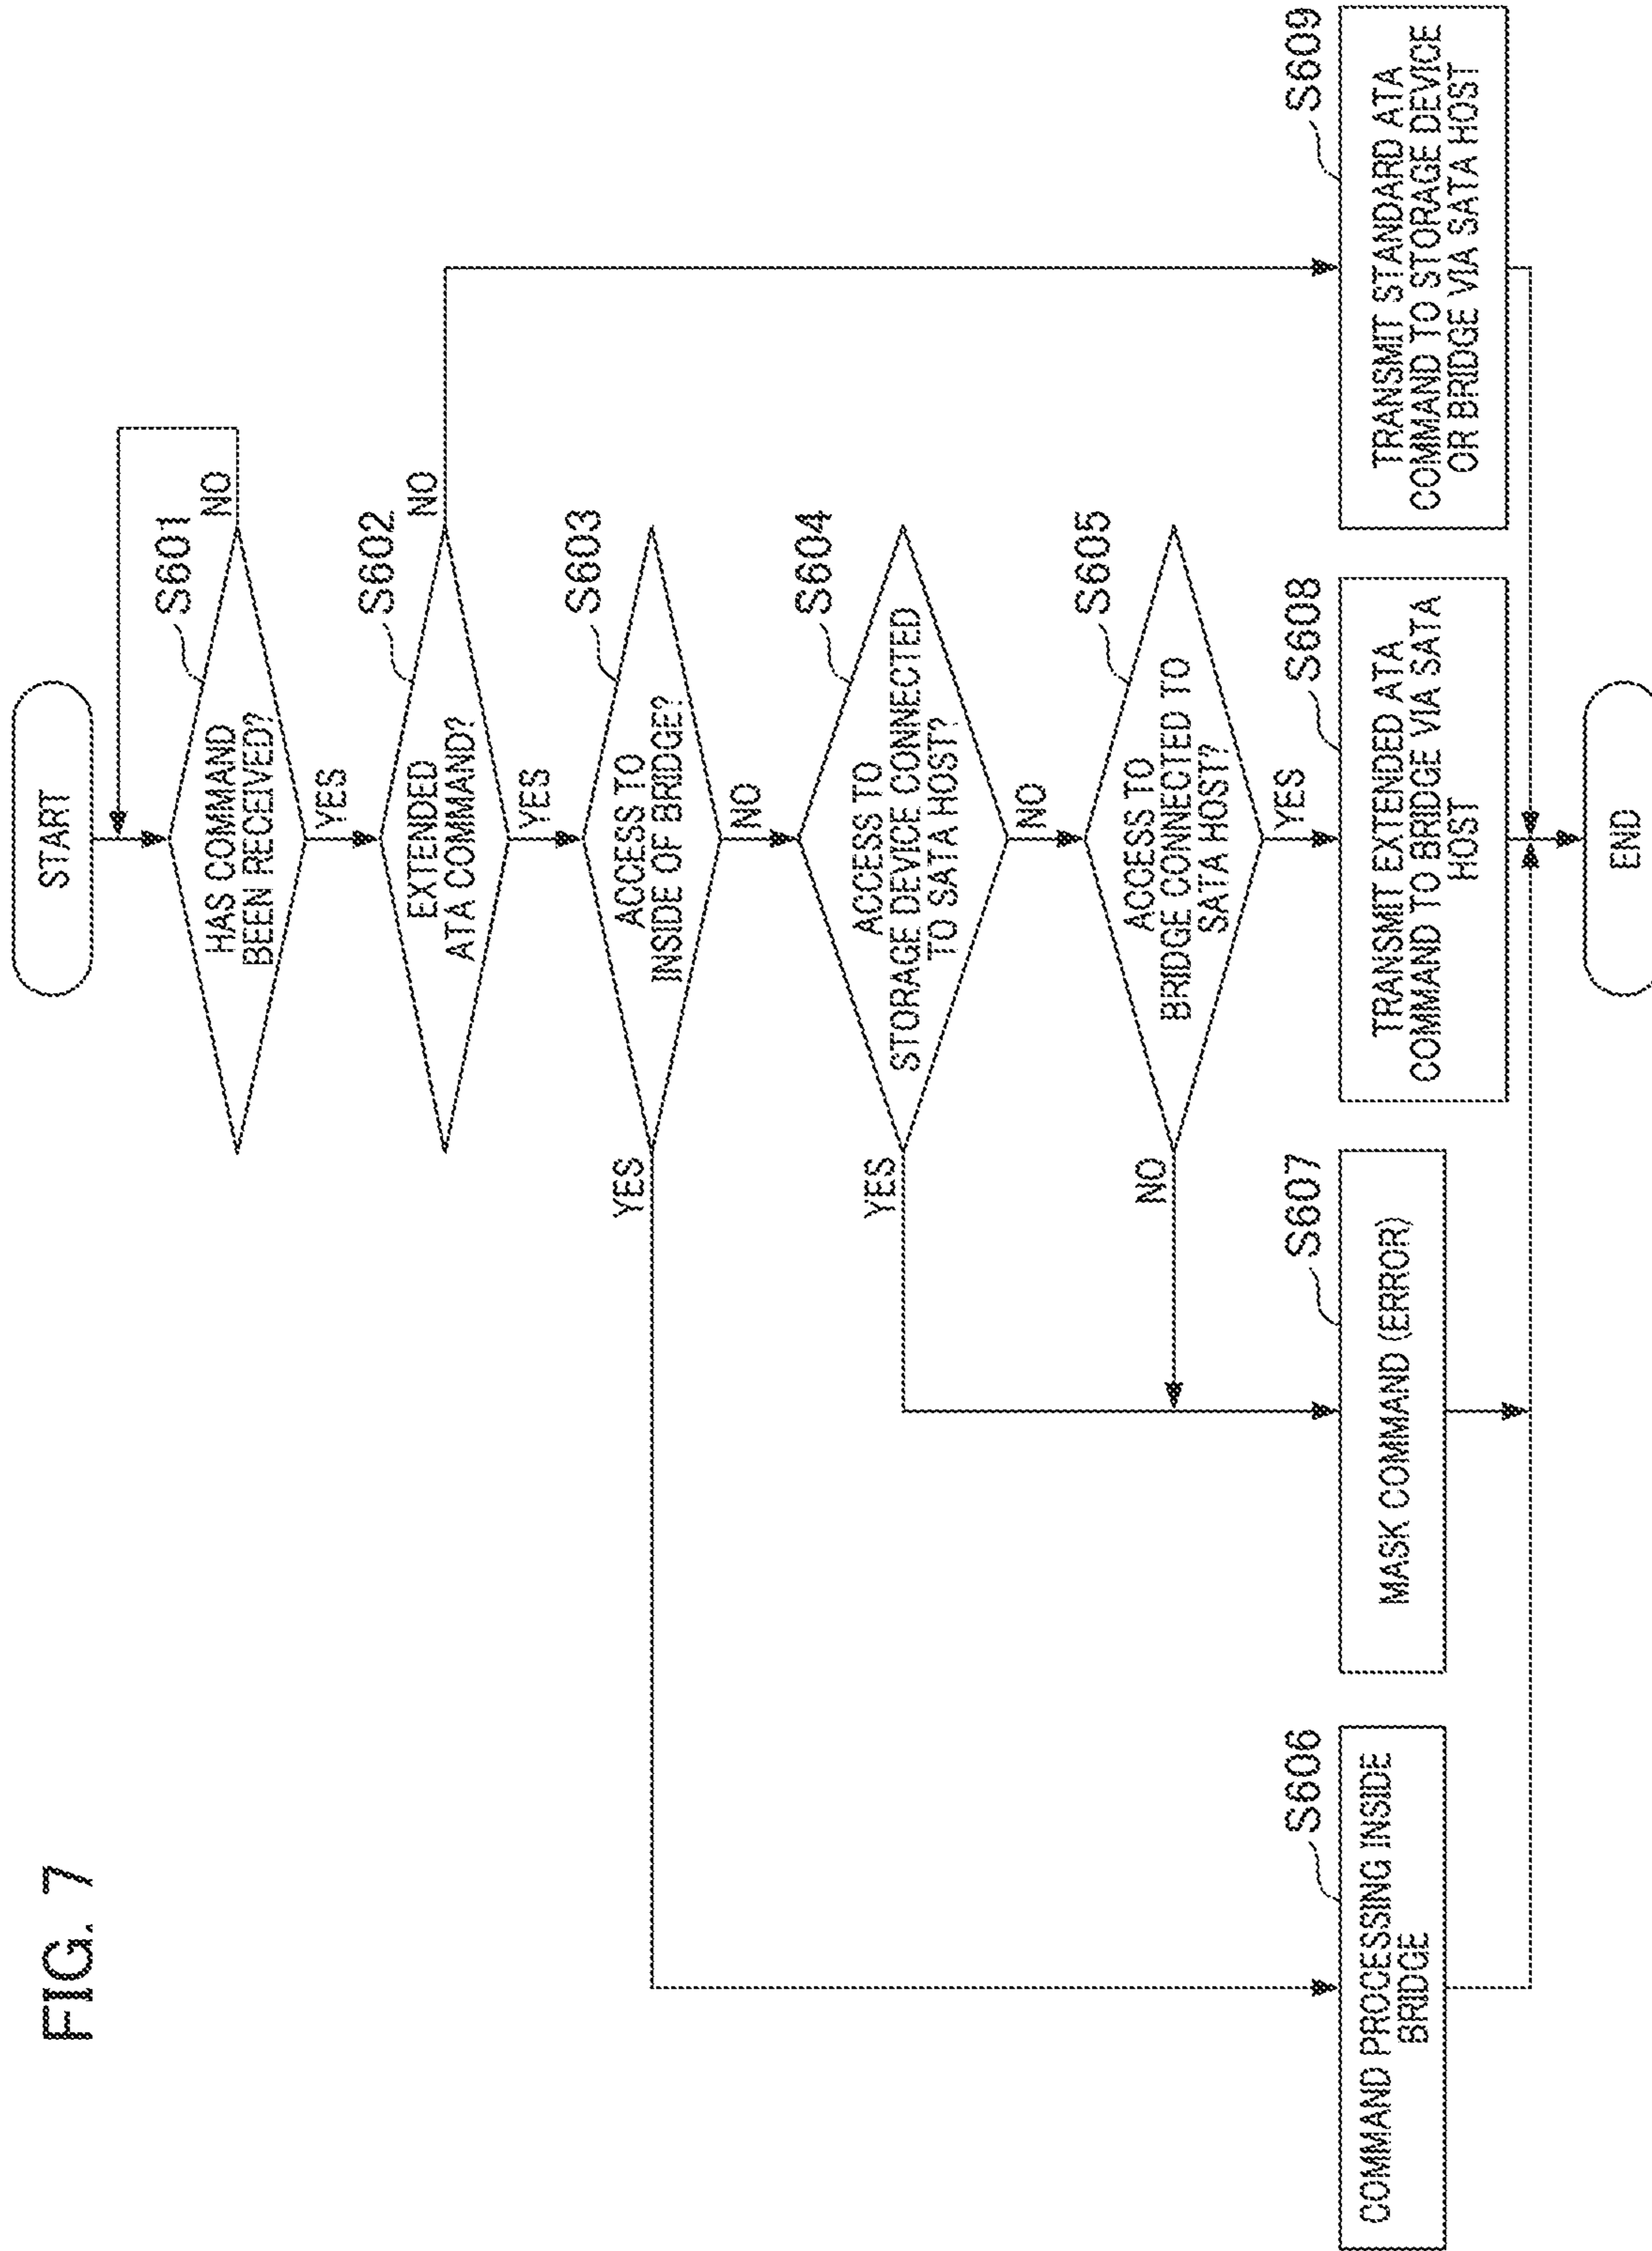 FIG. 7
START
S601
HAS COMMAND
BEEN RECEIVED?
NO
YES
S602
EXTENDED
ATA COMMAND?
NO
YES
S603
ACCESS TO
INSIDE OF BRIDGE?
YES
NO
S604
ACCESS TO
STORAGE DEVICE CONNECTED
TO SATA HOST?
YES
NO
S605
ACCESS TO
BRIDGE CONNECTED TO
SATA HOST?
NO
YES
S606
COMMAND PROCESSING INSIDE
BRIDGE
S607
MASK COMMAND (ERROR)
S608
TRANSMIT EXTENDED ATA
COMMAND TO BRIDGE VIA SATA
HOST
S609
TRANSMIT STANDARD ATA
COMMAND TO STORAGE DEVICE
OR BRIDGE VIA SATA HOST
END